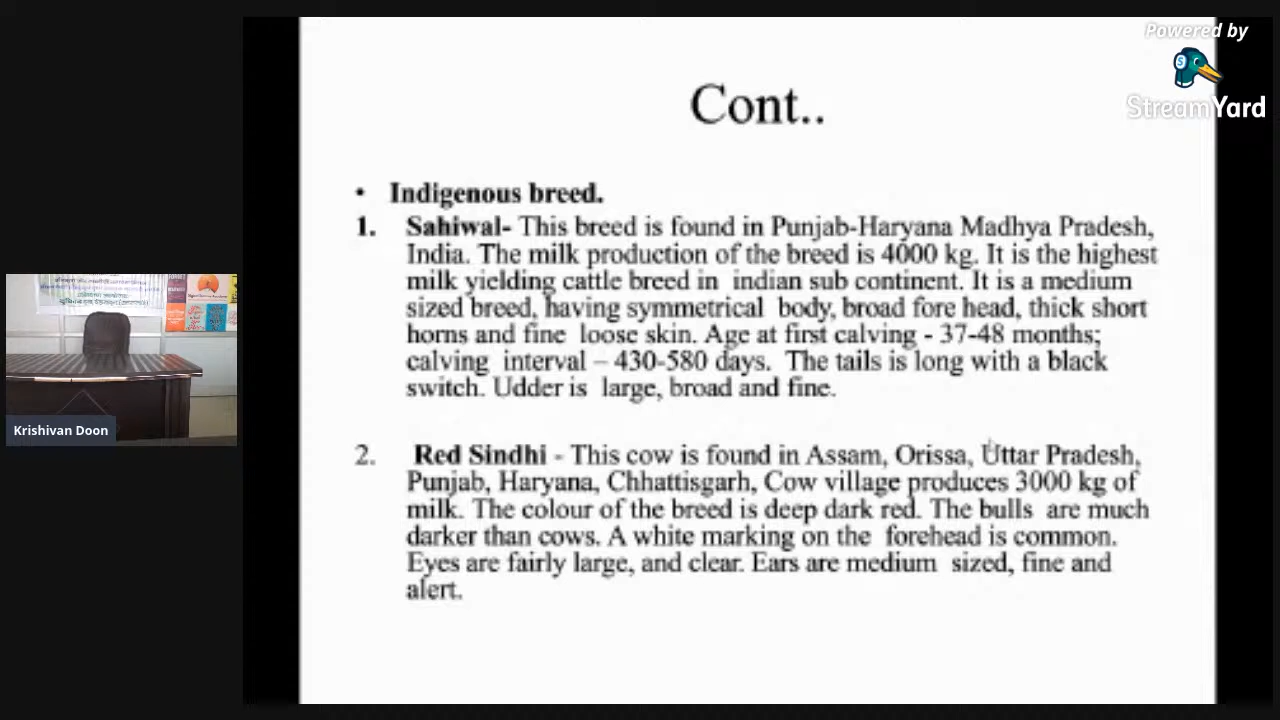 Powered by
StreamYard
Cont..
• Indigenous breed.
1. Sahiwal- This breed is found in Punjab-Haryana Madhya Pradesh,
India. The milk production of the breed is 4000 kg. It is the highest
milk yielding cattle breed in indian sub continent. It is a medium
sized breed, having symmetrical body, broad fore head, thick short
horns and fine loose skin. Age at first calving - 37-48 months;
calving interval – 430-580 days. The tails is long with a black
switch. Udder is large, broad and fine.
2. Red Sindhi - This cow is found in Assam, Orissa, Uttar Pradesh,
Punjab, Haryana, Chhattisgarh, Cow village produces 3000 kg of
milk. The colour of the breed is deep dark red. The bulls are much
darker than cows. A white marking on the forehead is common.
Eyes are fairly large, and clear. Ears are medium sized, fine and
alert.
Krishivan Doon